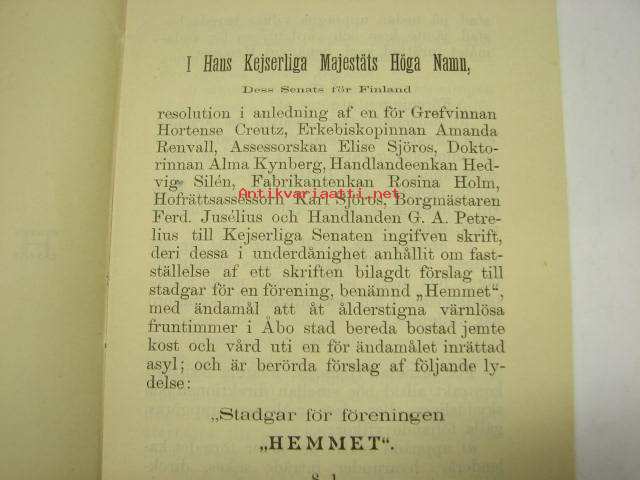 I Hans Kejserliga Majestäts Höga Namn,
Dess Senats för Finland
resolution i anledning af en för Grefvinnan
Hortense Creutz, Erkebiskopinnan Amanda
Renvall, Assessorskan Elise Sjöros, Dokto-
rinnan Alma Kynberg, Handlandeenkan Hed-
vig Silén, Fabrikantenkan Rosina Holm,
Antikvariaatti.net
Hofrättsassessorn Karl Sjöros, Borgmästaren
Ferd. Jusélius och Handlanden G. A. Petre-
lius till Kejserliga Senaten ingifven skrift,
deri dessa i underdånighet anhållit om fast-
ställelse af ett skriften bilagdt förslag till
stadgar för en förening, benämnd „Hemmet“,
med ändamål att åt ålderstigna värnlösa
fruntimmer i Åbo stad bereda bostad jemte
kost och vård uti en för ändamålet inrättad
asyl; och är berörda förslag af följande ly-
delse:
„Stadgar för föreningen
„HEMMET“.